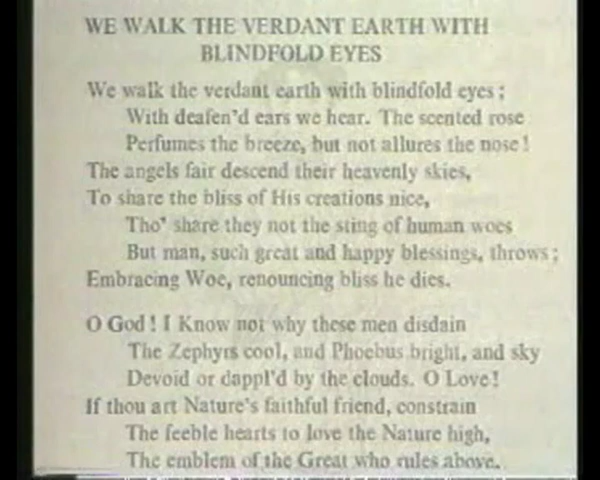 WE WALK THE VERDANT EARTH WITH
BLINDFOLD EYES
We walk the verdant earth with blindfold eyes;
With deafen'd ears we hear. The scented rose
Perfumes the breeze, but not allures the nose!
The angels fair descend their heavenly skies,
To share the bliss of His creations nice,
Tho' share they not the sting of human woes
But man, such great and happy blessings, throws;
Embracing Woe, renouncing bliss he dies.
O God! I Know not why these men disdain
The Zephyrs cool, and Phoebus bright, and sky
Devoid or dappl'd by the clouds. O Love!
If thou art Nature's faithful friend, constrain
The feeble hearts to love the Nature high,
The emblem of the Great who rules above.